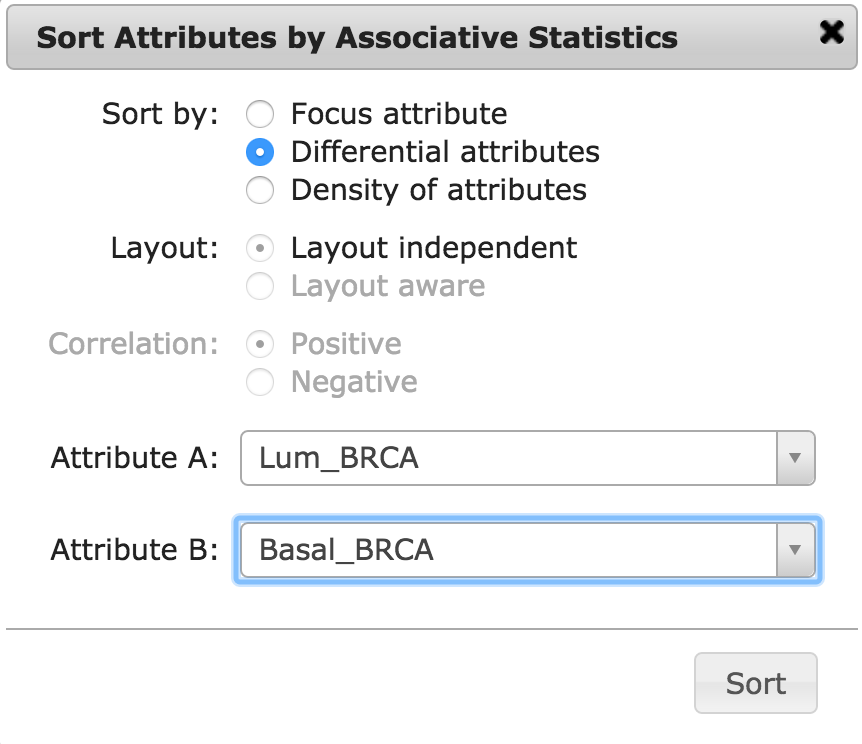 Sort Attributes by Associative Statistics
Sort by: Focus attribute
Differential attributes
Density of attributes
Layout: Layout independent
Layout aware
Correlation: Positive
Negative
Attribute A: Lum_BRCA
Attribute B: Basal_BRCA
Sort